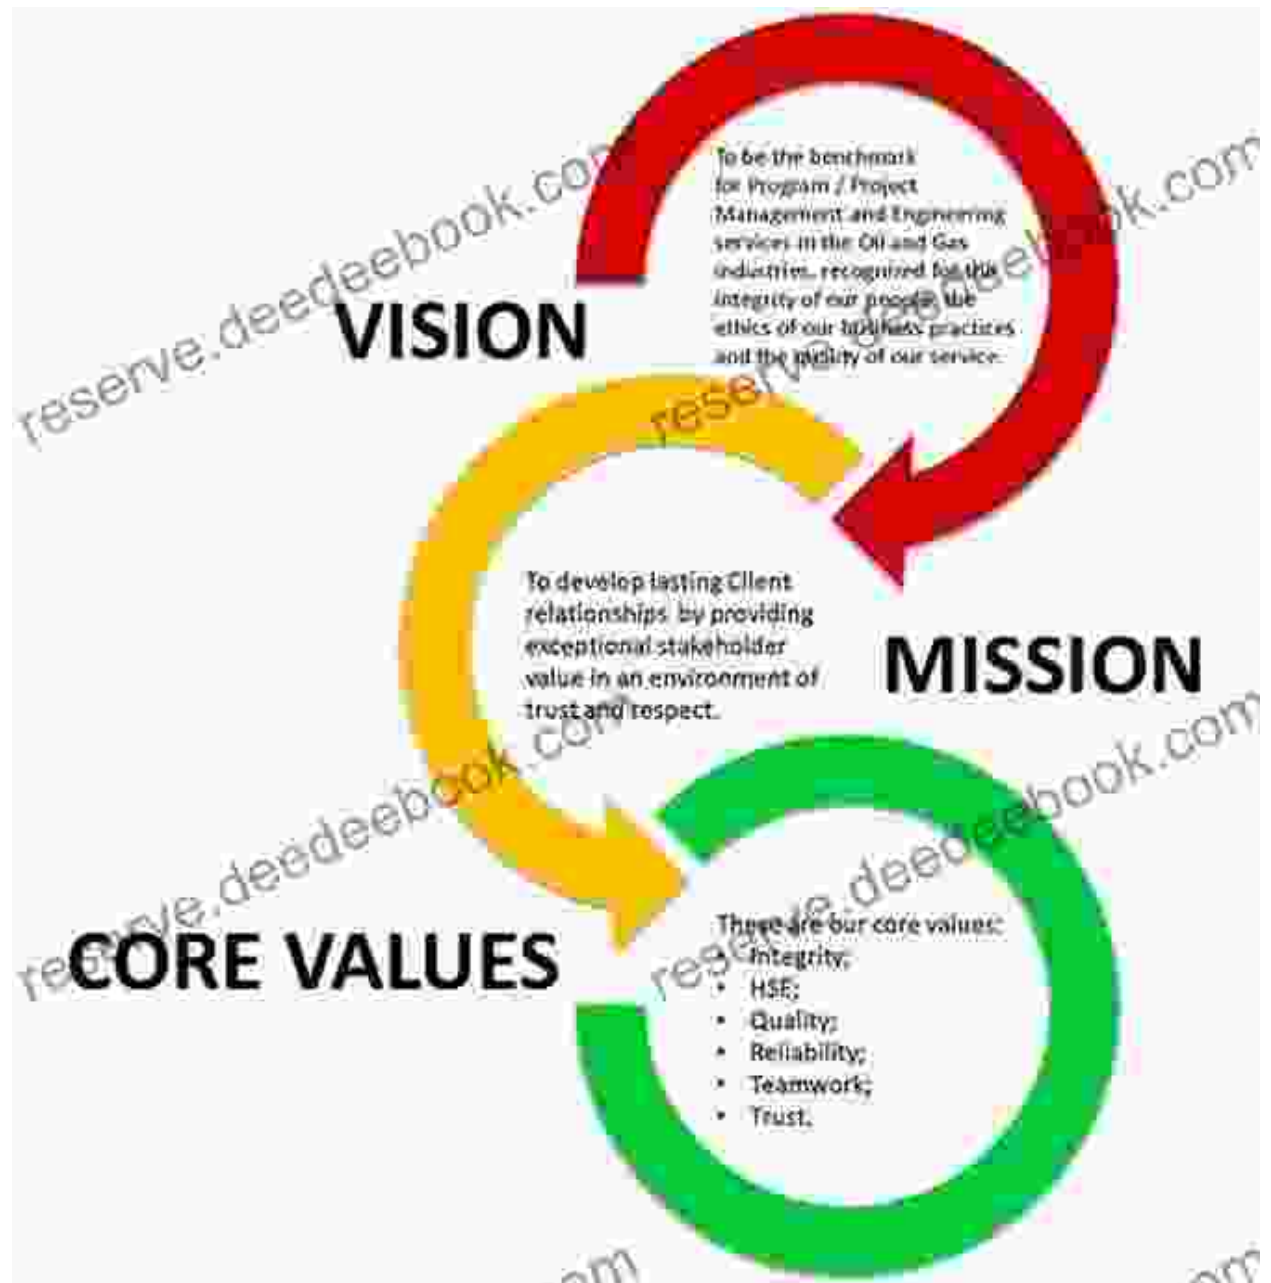 To be the benchmark
for Program / Project
Management and Engineering
services in the Oil and Gas
industries, recognized for the
integrity of our people, the
ethics of our business practices
and the quality of our service.
VISION
To develop lasting Client
relationships by providing
exceptional stakeholder
value in an environment of
trust and respect.
MISSION
These are our core values:
• Integrity;
• HSE;
• Quality;
• Reliability;
• Teamwork;
• Trust.
CORE VALUES
reserve.deedeebook.com
reserve.deedeebook.com
reserve.deedeebook.com
reserve.deedeebook.com